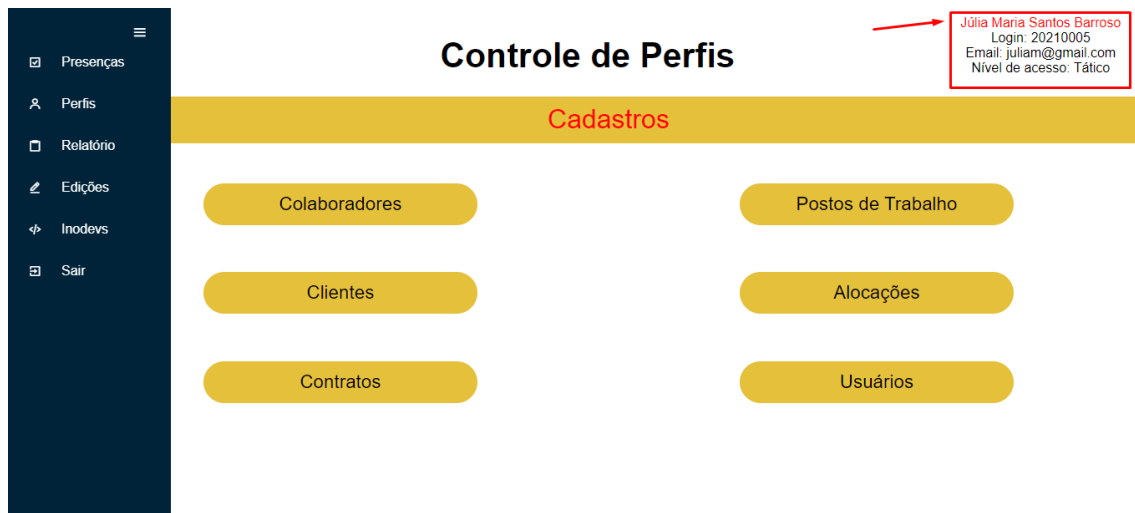 Presenças
Perfis
Relatório
Edições
Inodevs
Sair
Controle de Perfis
Júlia Maria Santos Barroso
Login: 20210005
Email: juliam@gmail.com
Nível de acesso: Tático
Cadastros
Colaboradores
Postos de Trabalho
Clientes
Alocações
Contratos
Usuários